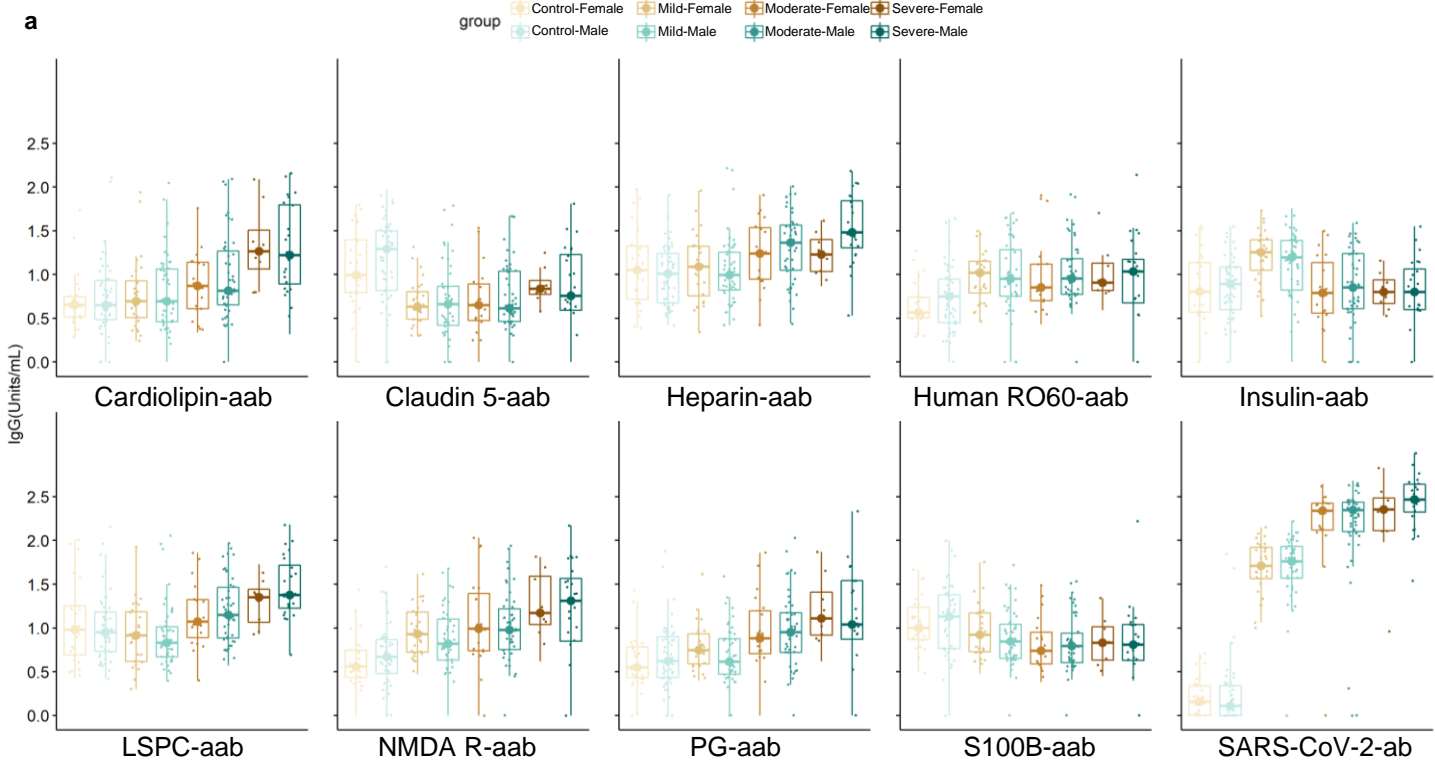 a
group
Control-Female Mild-Female Moderate-Female Severe-Female
Control-Male Mild-Male Moderate-Male Severe-Male
IgG(Units/mL)
2.5
2.0
1.5
1.0
0.5
0.0
Cardiolipin-aab Claudin 5-aab Heparin-aab Human RO60-aab Insulin-aab
2.5
2.0
1.5
1.0
0.5
0.0
LSPC-aab NMDA R-aab PG-aab S100B-aab SARS-CoV-2-ab